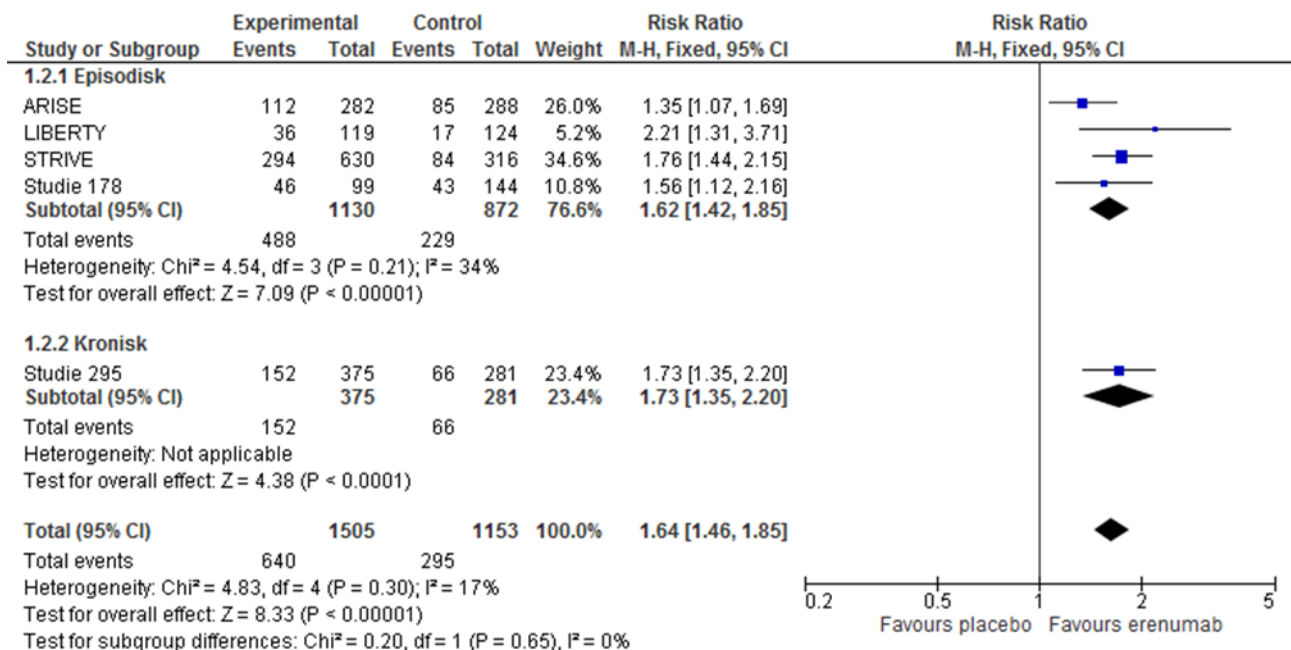 Experimental Control Risk Ratio Risk Ratio
Study or Subgroup Events Total Events Total Weight M-H, Fixed, 95% CI M-H, Fixed, 95% CI
1.2.1 Episodisk
ARISE 112 282 85 288 26.0% 1.35 [1.07, 1.69]
LIBERTY 36 119 17 124 5.2% 2.21 [1.31, 3.71]
STRIVE 294 630 84 316 34.6% 1.76 [1.44, 2.15]
Studie 178 46 99 43 144 10.8% 1.56 [1.12, 2.16]
Subtotal (95% CI) 1130 872 76.6% 1.62 [1.42, 1.85]
Total events 488 229
Heterogeneity: Chi² = 4.54, df = 3 (P = 0.21); I² = 34%
Test for overall effect: Z = 7.09 (P < 0.00001)
1.2.2 Kronisk
Studie 295 152 375 66 281 23.4% 1.73 [1.35, 2.20]
Subtotal (95% CI) 375 281 23.4% 1.73 [1.35, 2.20]
Total events 152 66
Heterogeneity: Not applicable
Test for overall effect: Z = 4.38 (P < 0.0001)
Total (95% CI) 1505 1153 100.0% 1.64 [1.46, 1.85]
Total events 640 295
Heterogeneity: Chi² = 4.83, df = 4 (P = 0.30); I² = 17%
Test for overall effect: Z = 8.33 (P < 0.00001)
Test for subgroup differences: Chi² = 0.20, df = 1 (P = 0.65), I² = 0%
0.2 0.5 1 2 5
Favours placebo Favours erenumab